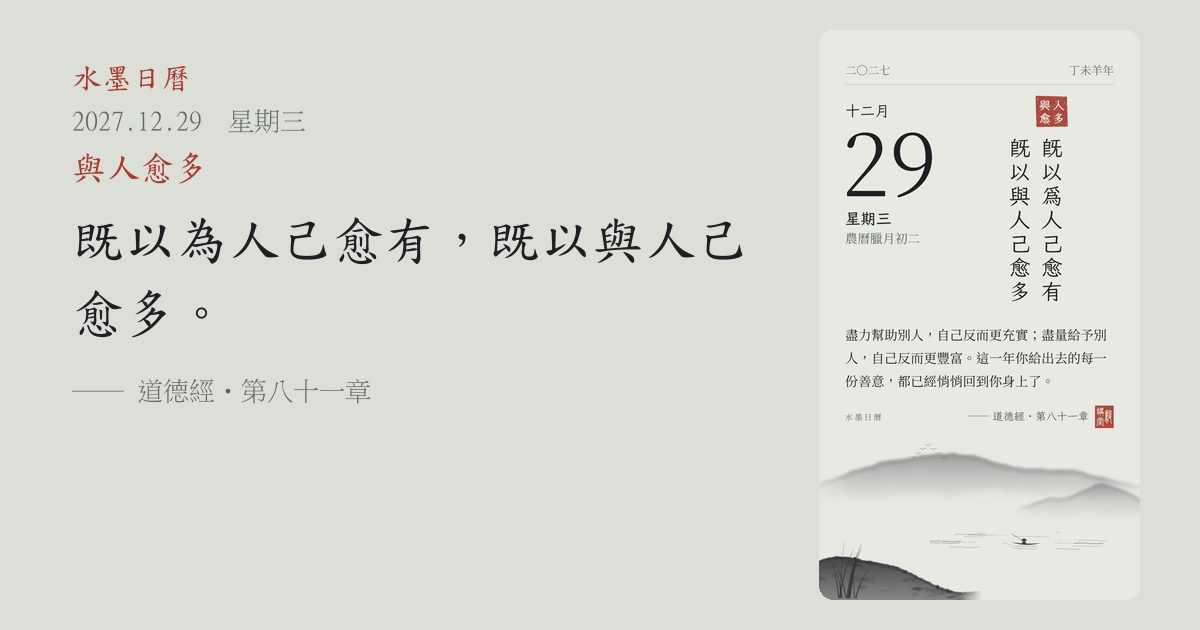 水墨日曆
2027.12.29 星期三
與人愈多
既以為人己愈有，既以與人己
愈多。
—— 道德經・第八十一章
二〇二七
丁未羊年
十二月
29
星期三
農曆臘月初二
人多
與愈
既以爲人己愈有
既以與人己愈多
盡力幫助別人，自己反而更充實；盡量給予別
人，自己反而更豐富。這一年你給出去的每一
份善意，都已經悄悄回到你身上了。
水墨日曆
—— 道德經・第八十一章